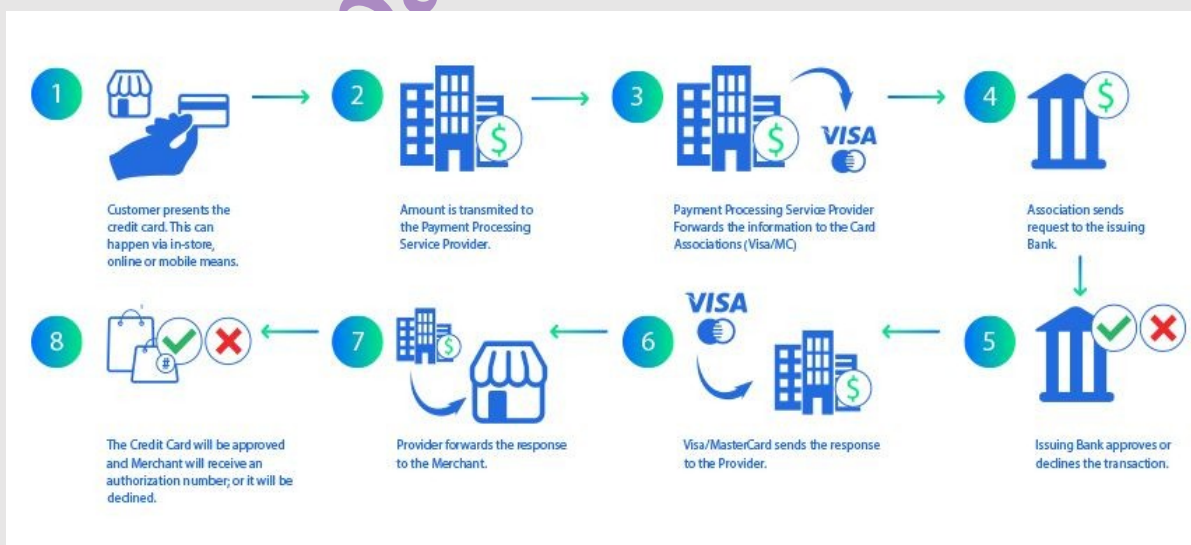 1
Customer presents the
credit card. This can
happen via in-store,
online or mobile means.
2
Amount is transmited to
the Payment Processing
Service Provider.
3
VISA
Payment Processing Service Provider
Forwards the information to the Card
Associations (Visa/MC)
4
$
Association sends
request to the issuing
Bank.
5
Issuing Bank approves or
declines the transaction.
6
VISA
$
Visa/MasterCard sends the response
to the Provider.
7
$
Provider forwards the response
to the Merchant.
8
#
The Credit Card will be approved
and Merchant will receive an
authorization number; or it will be
declined.